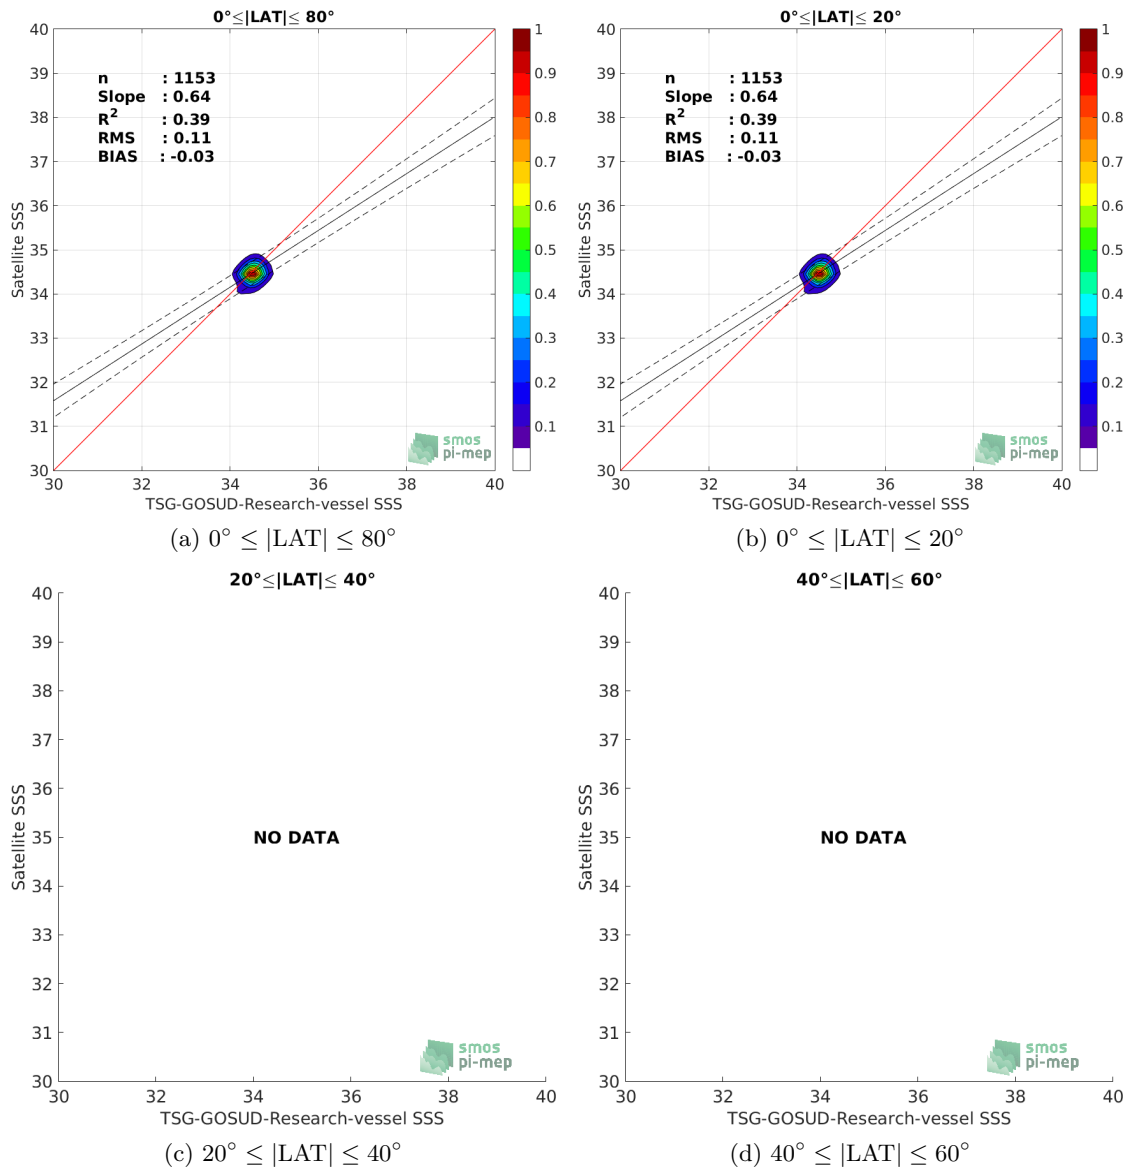 0°≤|LAT|≤ 80°
40
39
38
37
36
35
34
33
32
31
30
Satellite SSS
n : 1153
Slope : 0.64
R² : 0.39
RMS : 0.11
BIAS : -0.03
1
0.9
0.8
0.7
0.6
0.5
0.4
0.3
0.2
0.1
smos
pi-mep
30 32 34 36 38 40
TSG-GOSUD-Research-vessel SSS
(a) 0° ≤ |LAT| ≤ 80°
0°≤|LAT|≤ 20°
40
39
38
37
36
35
34
33
32
31
30
Satellite SSS
n : 1153
Slope : 0.64
R² : 0.39
RMS : 0.11
BIAS : -0.03
1
0.9
0.8
0.7
0.6
0.5
0.4
0.3
0.2
0.1
smos
pi-mep
30 32 34 36 38 40
TSG-GOSUD-Research-vessel SSS
(b) 0° ≤ |LAT| ≤ 20°
20°≤|LAT|≤ 40°
40
39
38
37
36
35
34
33
32
31
30
Satellite SSS
NO DATA
smos
pi-mep
30 32 34 36 38 40
TSG-GOSUD-Research-vessel SSS
(c) 20° ≤ |LAT| ≤ 40°
40°≤|LAT|≤ 60°
40
39
38
37
36
35
34
33
32
31
30
Satellite SSS
NO DATA
smos
pi-mep
30 32 34 36 38 40
TSG-GOSUD-Research-vessel SSS
(d) 40° ≤ |LAT| ≤ 60°